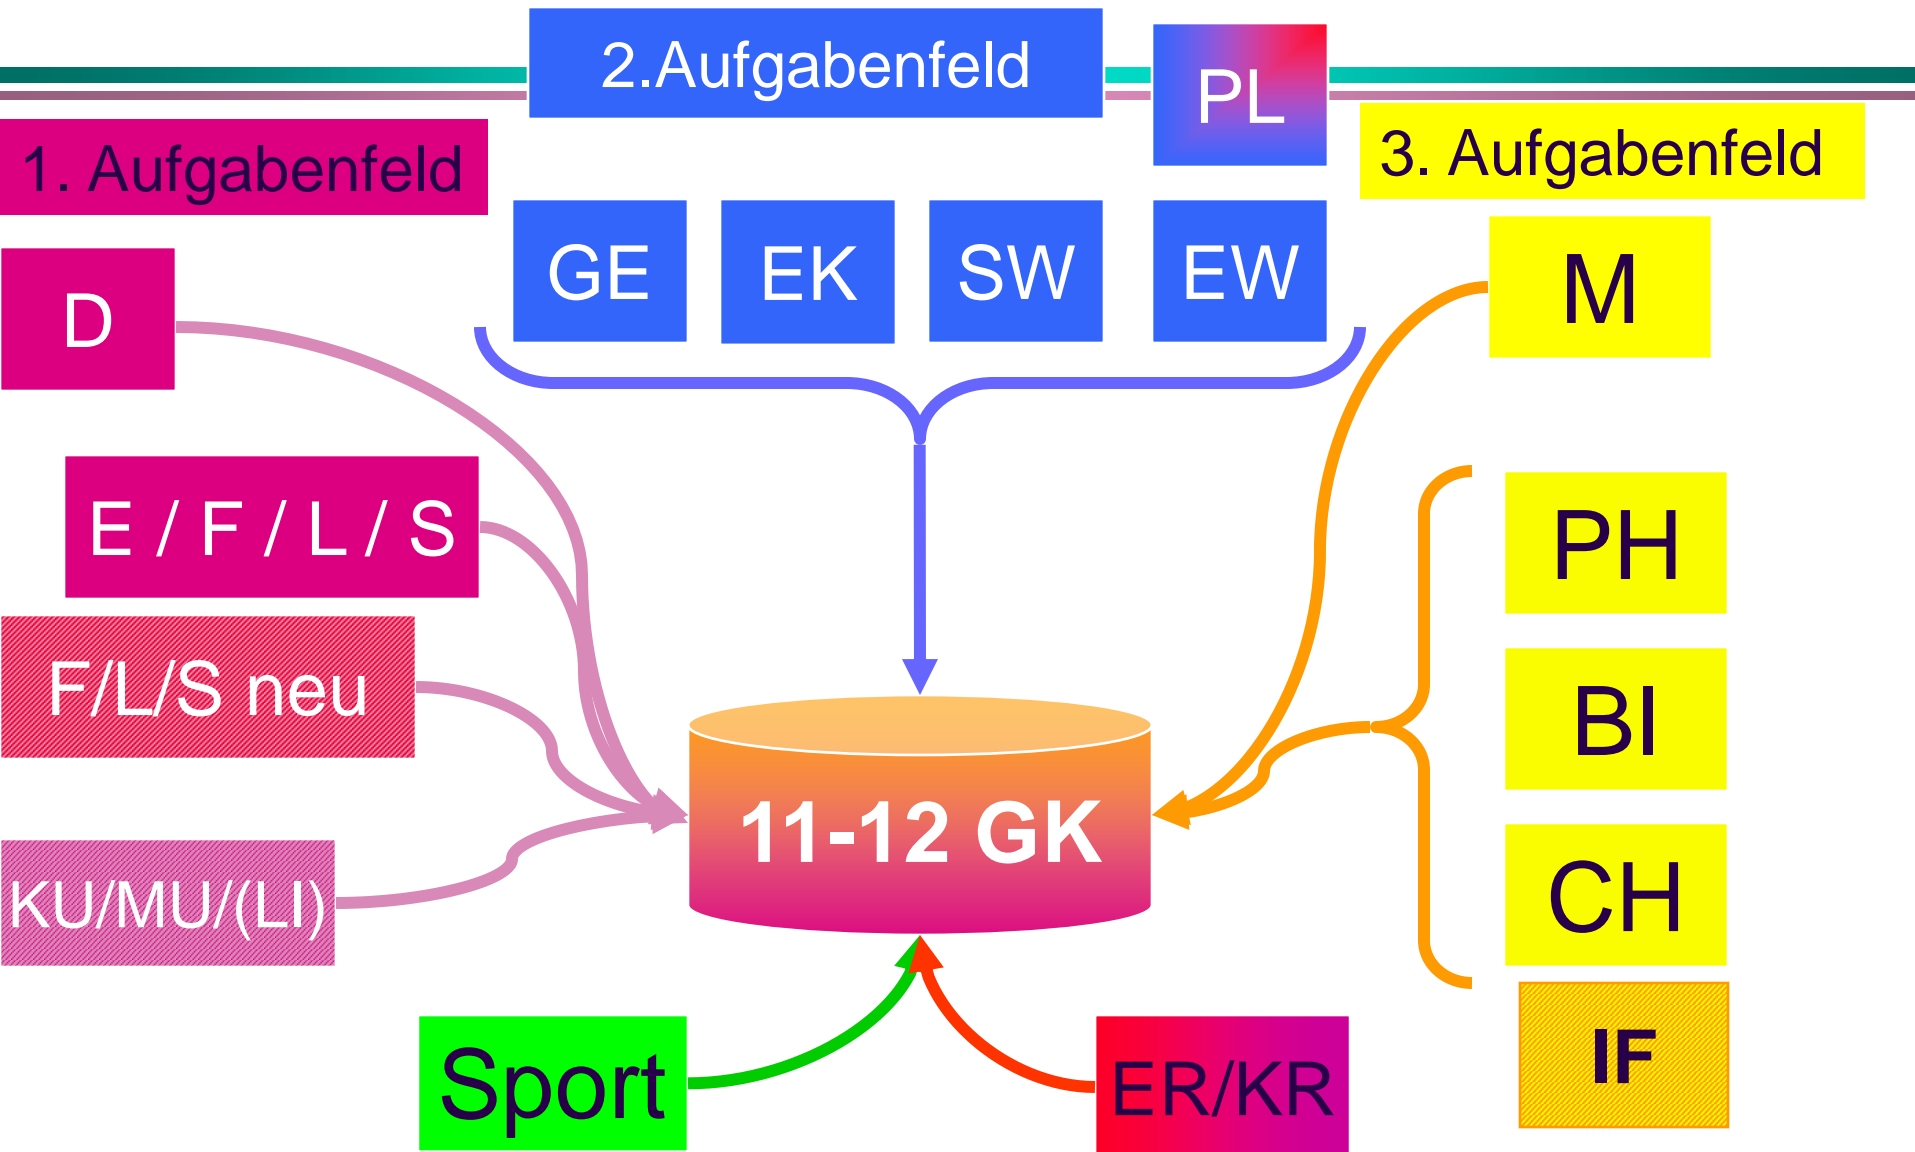 2.Aufgabenfeld
PL
1. Aufgabenfeld
3. Aufgabenfeld
GE
EK
SW
EW
M
D
E / F / L / S
PH
F/L/S neu
BI
11-12 GK
KU/MU/(LI)
CH
Sport
ER/KR
IF